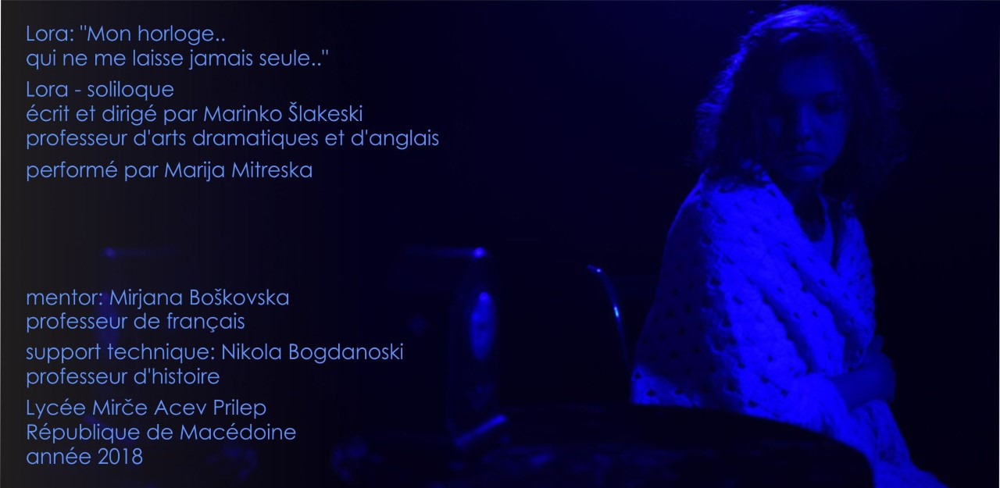 Lora: "Mon horloge..
qui ne me laisse jamais seule.."
Lora - soliloque
écrit et dirigé par Marinko Šlakeski
professeur d'arts dramatiques et d'anglais
performé par Marija Mitreska
mentor: Mirjana Boškovska
professeur de français
support technique: Nikola Bogdanoski
professeur d'histoire
Lycée Mirče Acev Prilep
République de Macédoine
année 2018